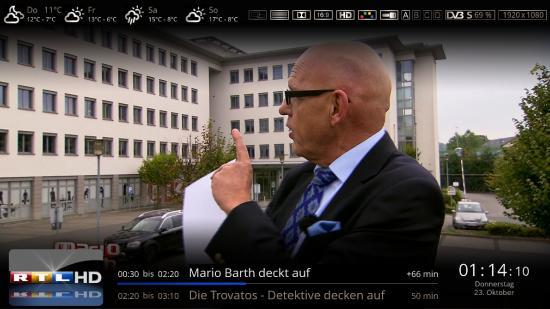 Do 11°C Fr Sa So
12°C - 7°C 13°C - 6°C 15°C - 8°C 17°C - 8°C
16:9 HD A B C D DVB S 69 % 1920 x 1080
RTL HD
00:30 bis 02:20 Mario Barth deckt auf +66 min
02:20 bis 03:10 Die Trovatos - Detektive decken auf 50 min
01:14:10
Donnerstag
23. Oktober